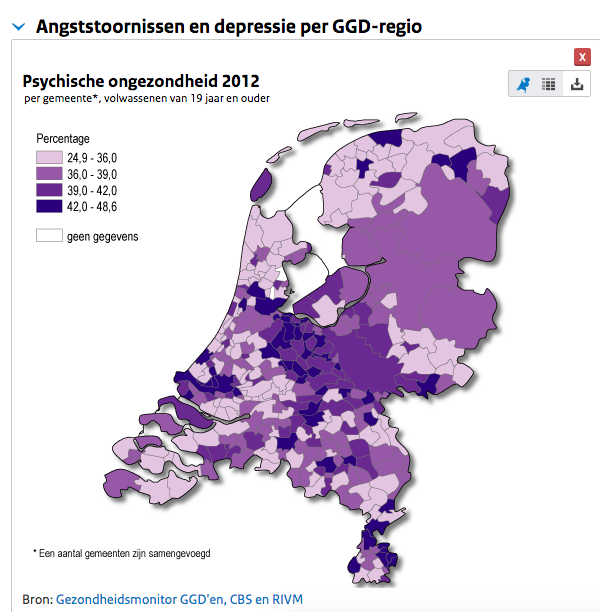 Angststoornissen en depressie per GGD-regio
X
Psychische ongezondheid 2012
per gemeente*, volwassenen van 19 jaar en ouder
Percentage
24,9 - 36,0
36,0 - 39,0
39,0 - 42,0
42,0 - 48,6
geen gegevens
* Een aantal gemeenten zijn samengevoegd
Bron: Gezondheidsmonitor GGD'en, CBS en RIVM